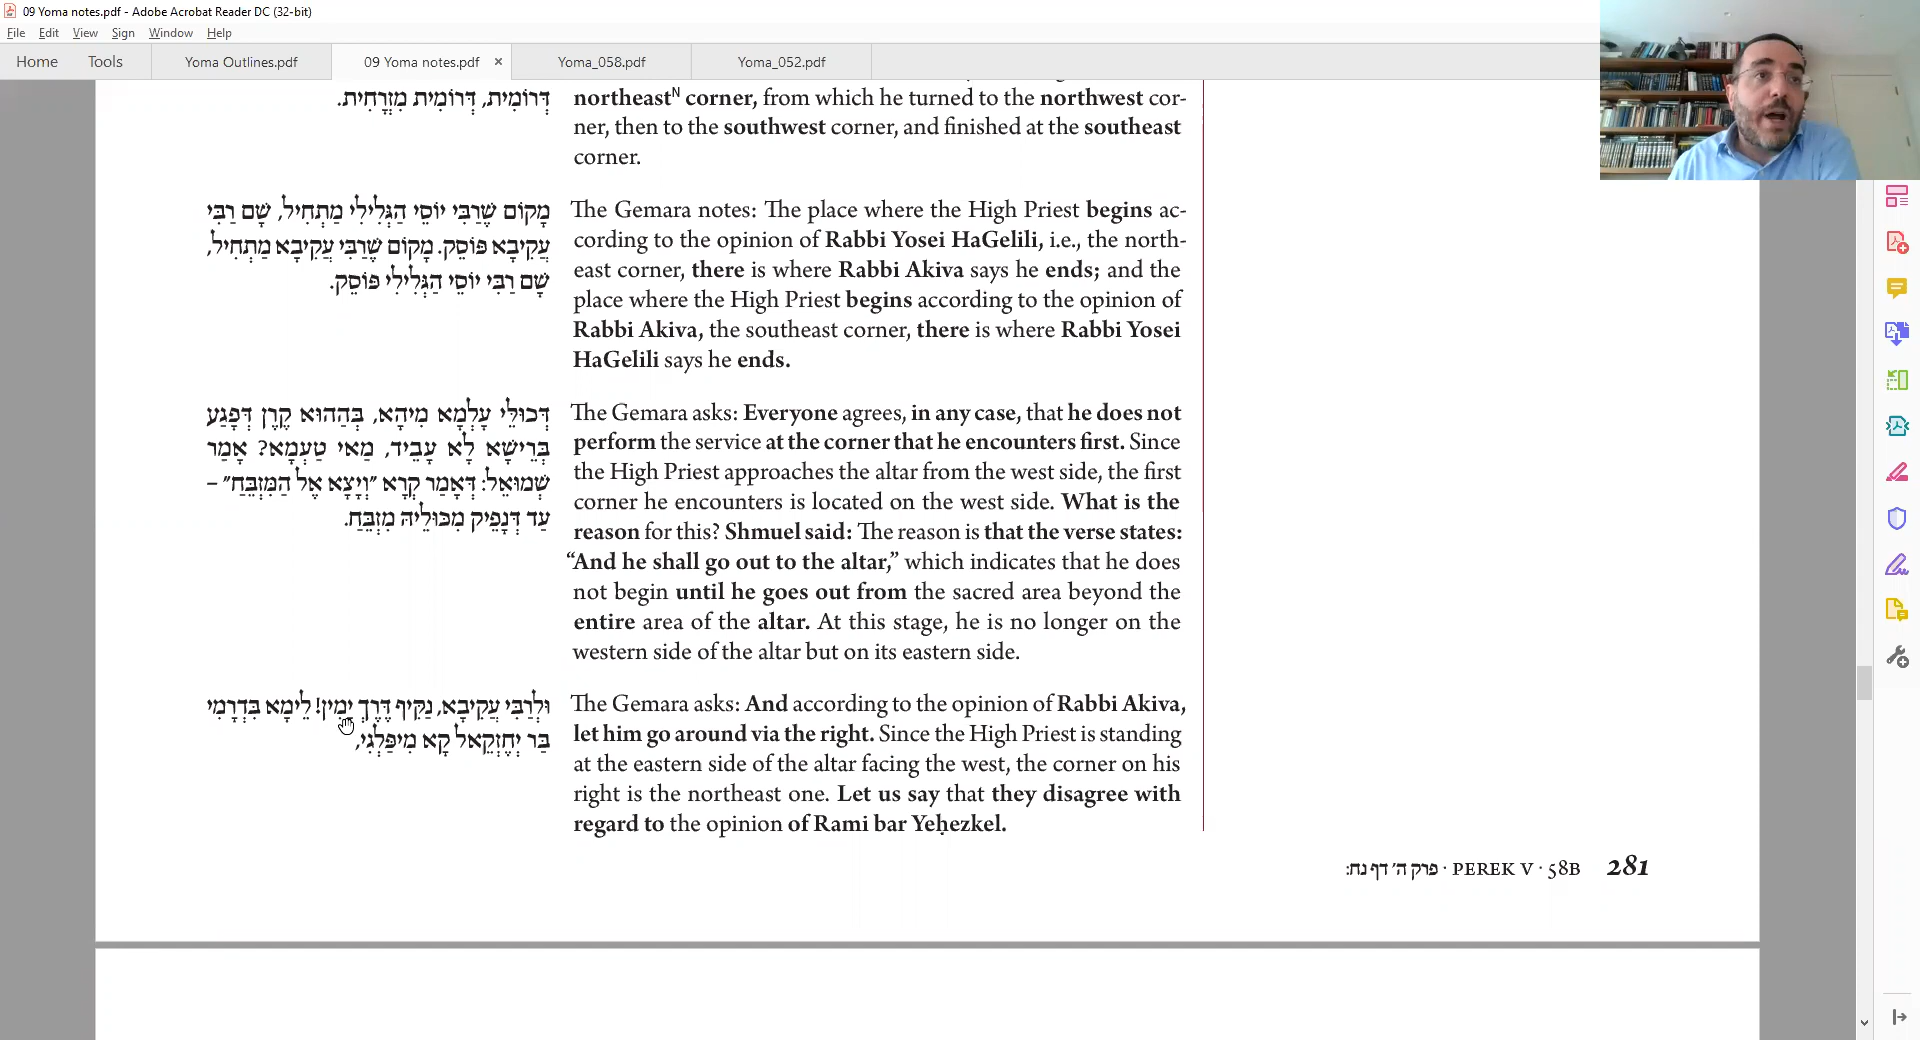 09 Yoma notes.pdf - Adobe Acrobat Reader DC (32-bit)
File Edit View Sign Window Help
Home Tools Yoma Outlines.pdf 09 Yoma notes.pdf × Yoma_058.pdf Yoma_052.pdf
דְּרוֹמִית, דְּרוֹמִית מִזְרָחִית.
northeastᴺ corner, from which he turned to the northwest cor-
ner, then to the southwest corner, and finished at the southeast
corner.
מָקוֹם שֶׁרַבִּי יוֹסֵי הַגְּלִילִי מַתְחִיל, שָׁם רַבִּי
עֲקִיבָא פּוֹסֵק. מָקוֹם שֶׁרַבִּי עֲקִיבָא מַתְחִיל,
שָׁם רַבִּי יוֹסֵי הַגְּלִילִי פּוֹסֵק.
The Gemara notes: The place where the High Priest begins ac-
cording to the opinion of Rabbi Yosei HaGelili, i.e., the north-
east corner, there is where Rabbi Akiva says he ends; and the
place where the High Priest begins according to the opinion of
Rabbi Akiva, the southeast corner, there is where Rabbi Yosei
HaGelili says he ends.
דְּכוּלֵּי עָלְמָא מִיהָא, בְּהַהוּא קֶרֶן דְּפָגַע
בְּרֵישָׁא לָא עָבֵיד, מַאי טַעְמָא? אָמַר
שְׁמוּאֵל: דְּאָמַר קְרָא ״וְיָצָא אֶל הַמִּזְבֵּחַ״ –
עַד דְּנָפֵיק מִכּוּלֵּיהּ מִזְבֵּחַ.
The Gemara asks: Everyone agrees, in any case, that he does not
perform the service at the corner that he encounters first. Since
the High Priest approaches the altar from the west side, the first
corner he encounters is located on the west side. What is the
reason for this? Shmuel said: The reason is that the verse states:
“And he shall go out to the altar,” which indicates that he does
not begin until he goes out from the sacred area beyond the
entire area of the altar. At this stage, he is no longer on the
western side of the altar but on its eastern side.
וּלְרַבִּי עֲקִיבָא, נַקִּיף דֶּרֶךְ יָמִין! לֵימָא בִּדְרָמִי
בַּר יְחֶזְקֵאל קָא מִיפַּלְגִי,
The Gemara asks: And according to the opinion of Rabbi Akiva,
let him go around via the right. Since the High Priest is standing
at the eastern side of the altar facing the west, the corner on his
right is the northeast one. Let us say that they disagree with
regard to the opinion of Rami bar Yeḥezkel.
פרק ה׳ דף נח: · PEREK V · 58B 281